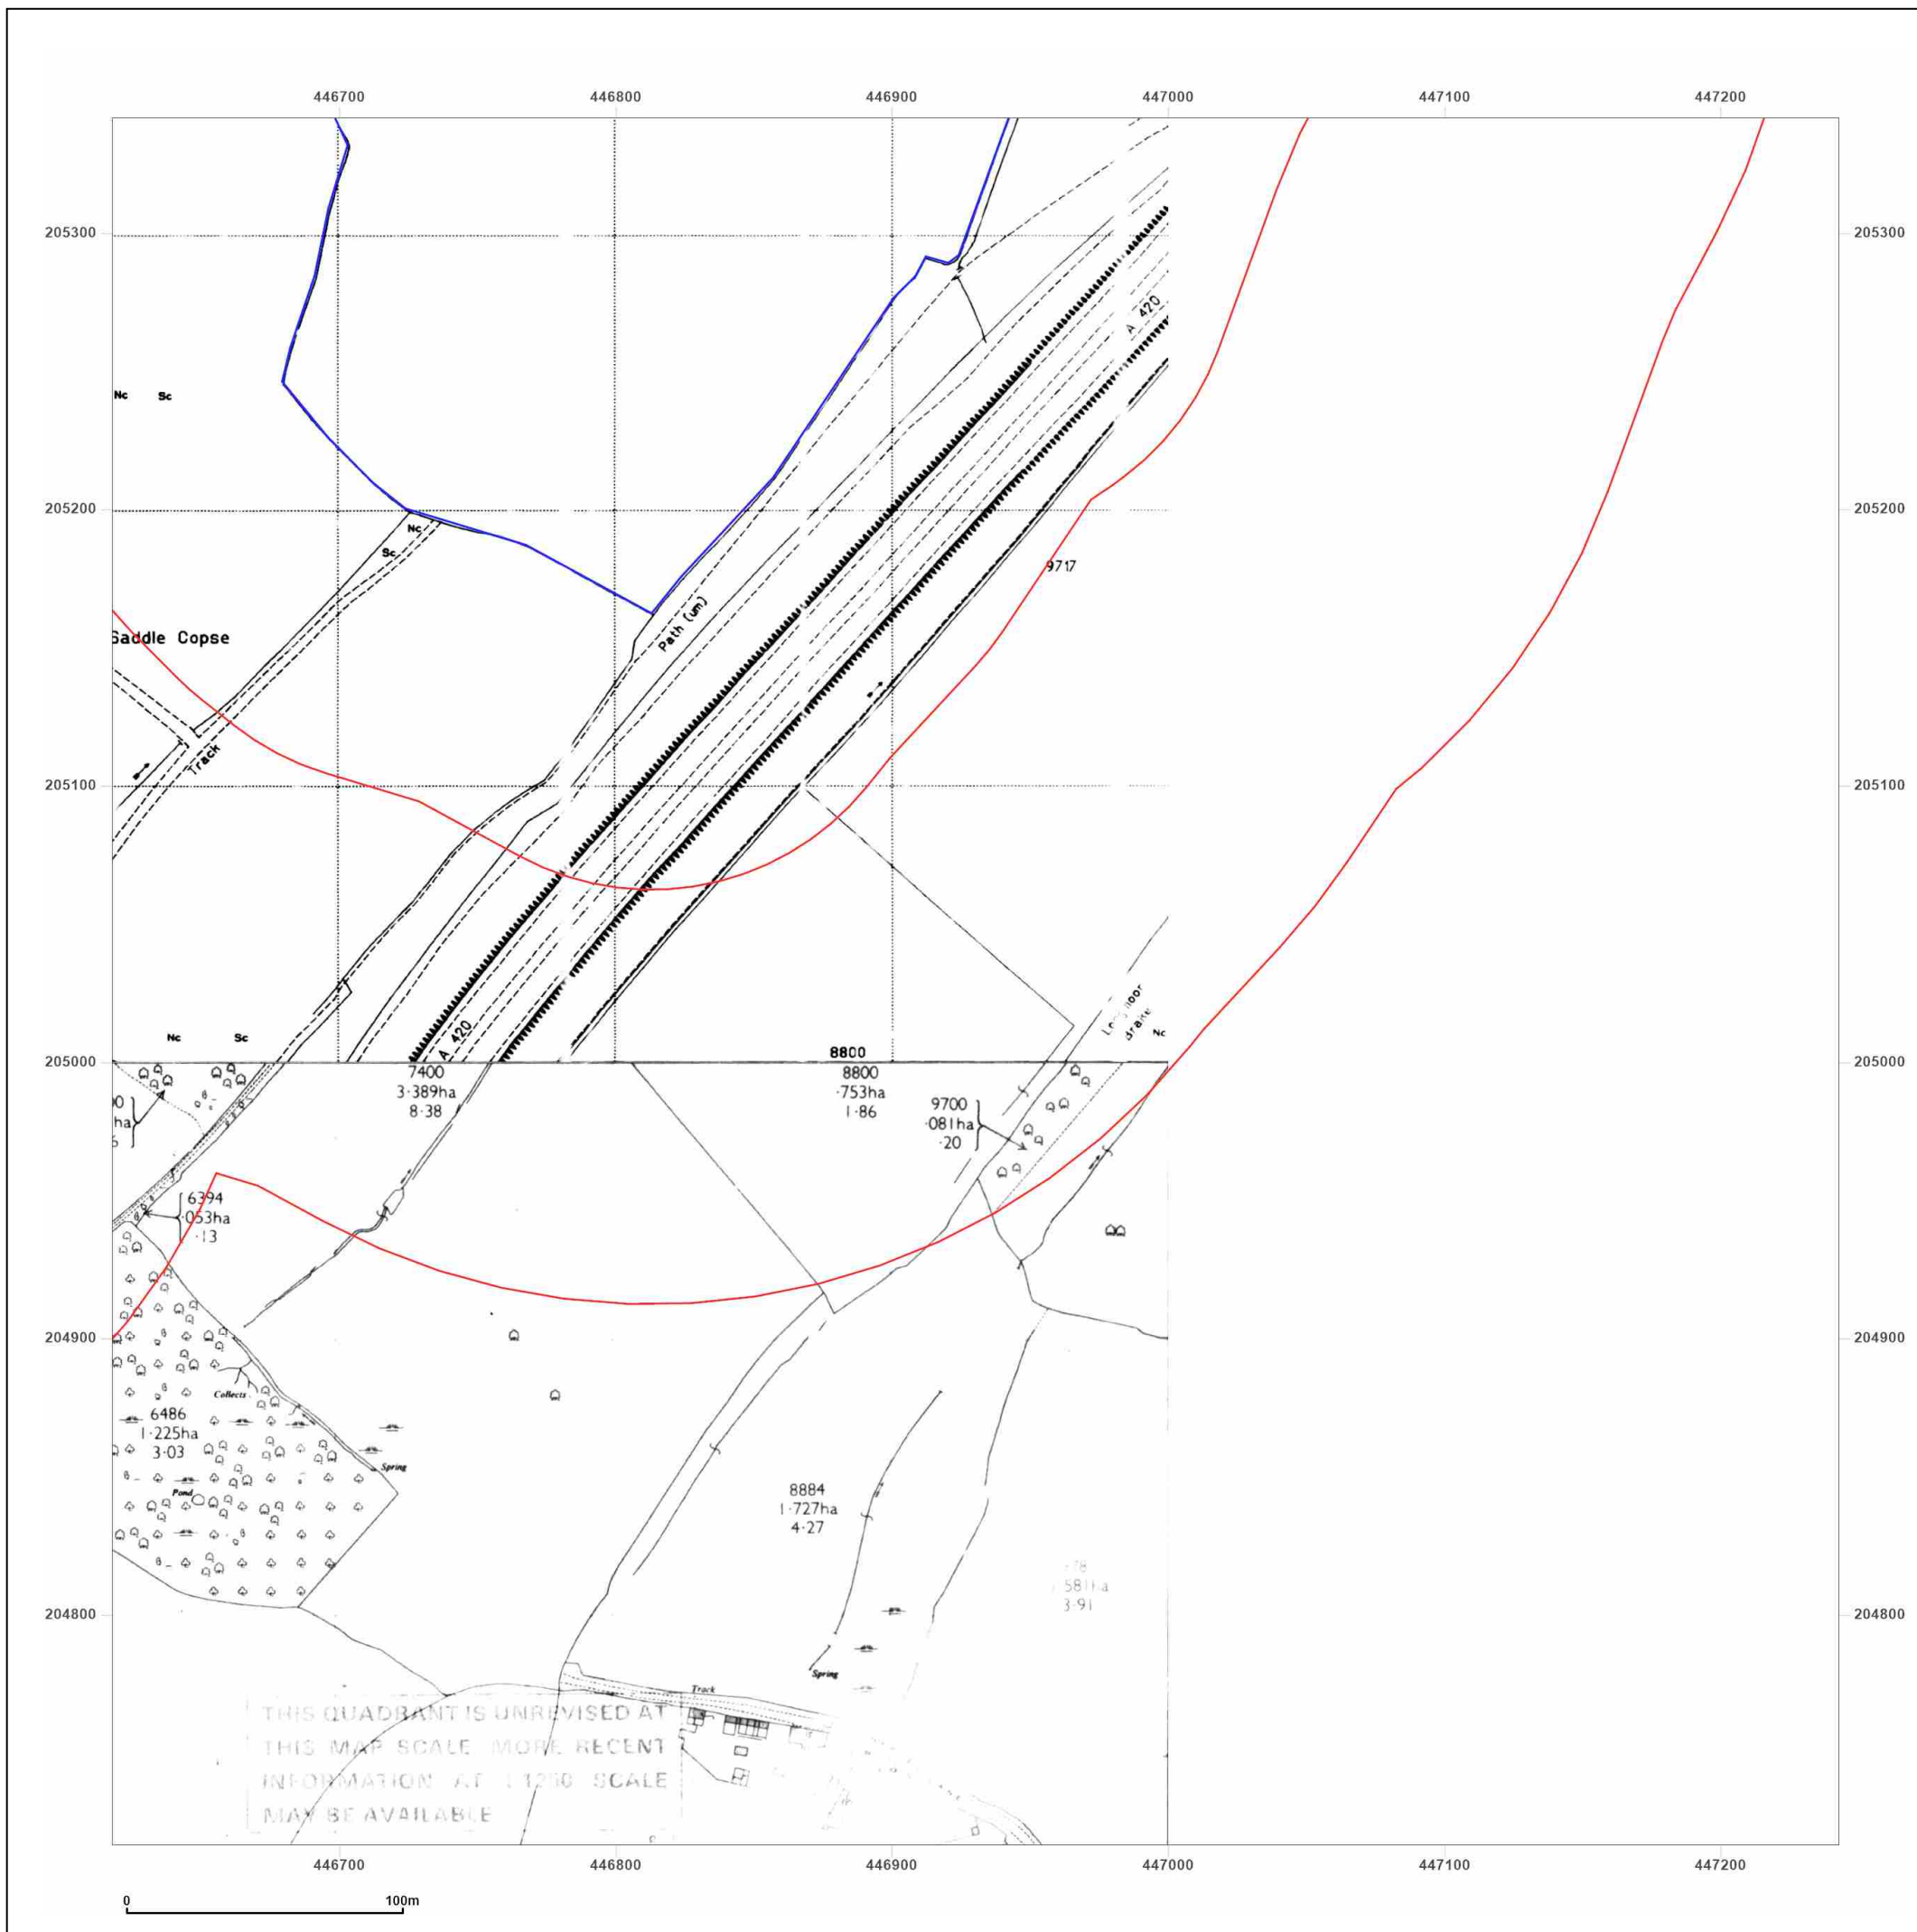 446700 446800 446900 447000 447100 447200
205300 205300
A 420
Nc Sc
205200 205200
Nc
Sc
9717
Path (um)
Saddle Copse
Track
205100 205100
Nc Sc
A 420
Nc
8800
205000 205000
7400
3·389ha
8·38
8800
·753ha
1·86
9700
·081ha
·20
ha
6394
·053ha
·13
204900 204900
Collects
6486
1·225ha
3·03
Spring
Pond
8884
1·727ha
4·27
3·91
204800 204800
Spring
Track
THIS QUADRANT IS UNREVISED AT
THIS MAP SCALE MORE RECENT
INFORMATION AT 1:1250 SCALE
MAY BE AVAILABLE
446700 446800 446900 447000 447100 447200
0 100m